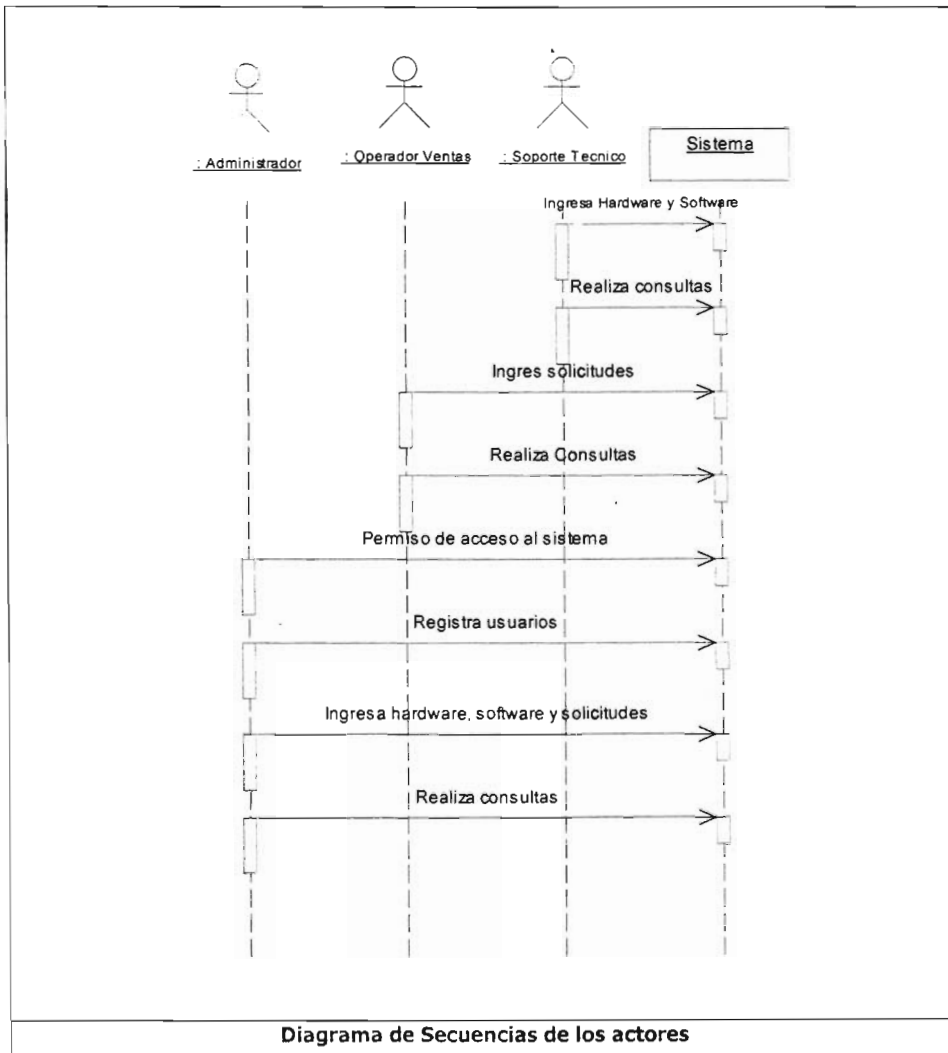 : Administrador
: Operador Ventas
: Soporte Tecnico
Sistema
Ingresa Hardware y Software
Realiza consultas
Ingres solicitudes
Realiza Consultas
Permiso de acceso al sistema
Registra usuarios
Ingresa hardware, software y solicitudes
Realiza consultas
Diagrama de Secuencias de los actores